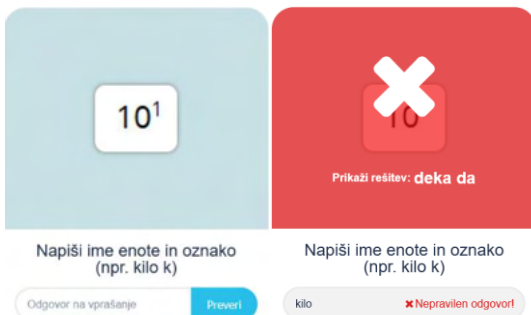 10¹
Napiši ime enote in oznako
(npr. kilo k)
Odgovor na vprašanje
Preveri
10
Prikaži rešitev: deka da
Napiši ime enote in oznako
(npr. kilo k)
kilo
Nepravilen odgovor!